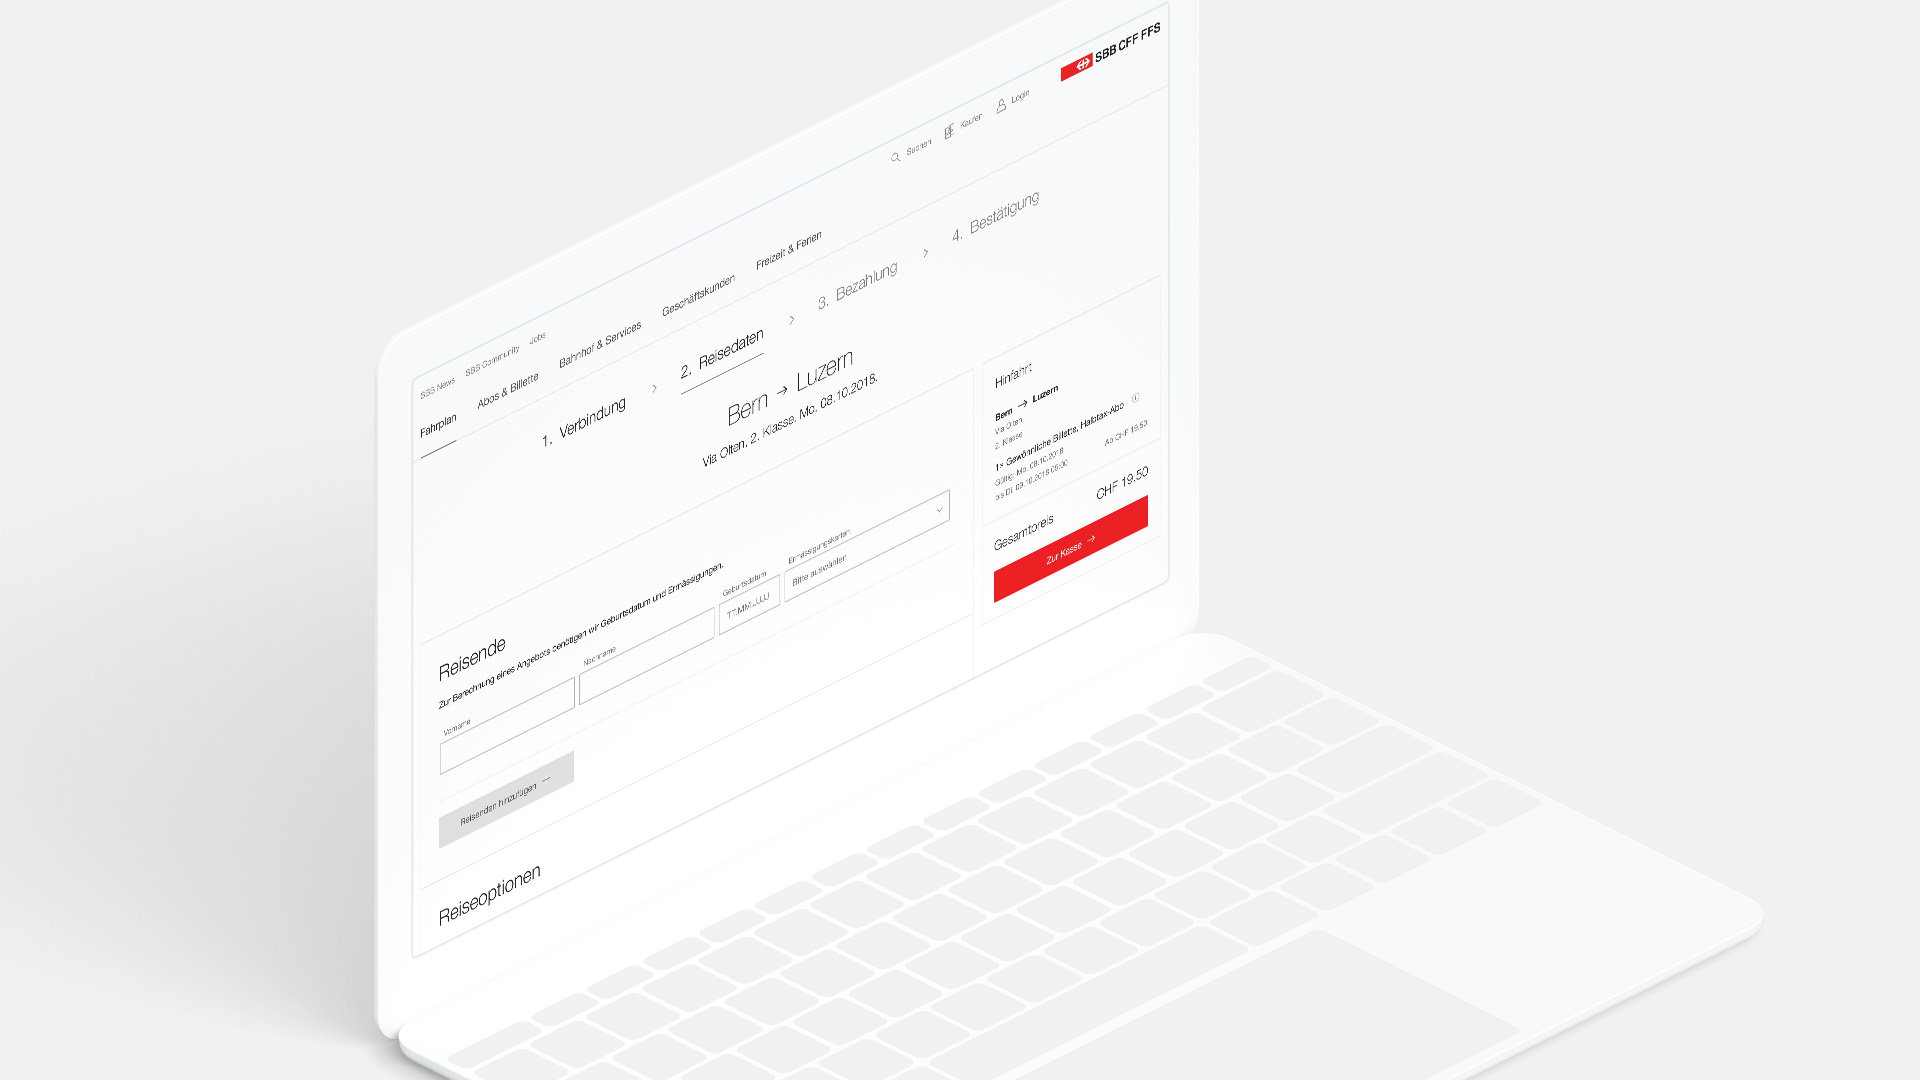 SBB CFF FFS
Suchen
Kaufen
Login
SBB News
SBB Community
Jobs
Fahrplan
Abos & Billette
Bahnhof & Services
Geschäftskunden
Freizeit & Ferien
1. Verbindung
2. Reisedaten
3. Bezahlung
4. Bestätigung
Bern → Luzern
Via Olten. 2. Klasse. Mo. 08.10.2018.
Reisende
Zur Berechnung eines Angebots benötigen wir Geburtsdatum und Ermässigungen.
Vorname
Nachname
Geburtsdatum
TT.MM.JJJJ
Ermässigungskarten
Bitte auswählen
Reisenden hinzufügen
Reiseoptionen
Hinfahrt
Bern → Luzern
Via Olten
2. Klasse
1× Gewöhnliche Billette, Halbtax-Abo
Gültig: Mo. 08.10.2018
bis Di. 09.10.2018 05:00
Ab CHF 19.50
Gesamtpreis
CHF 19.50
Zur Kasse →